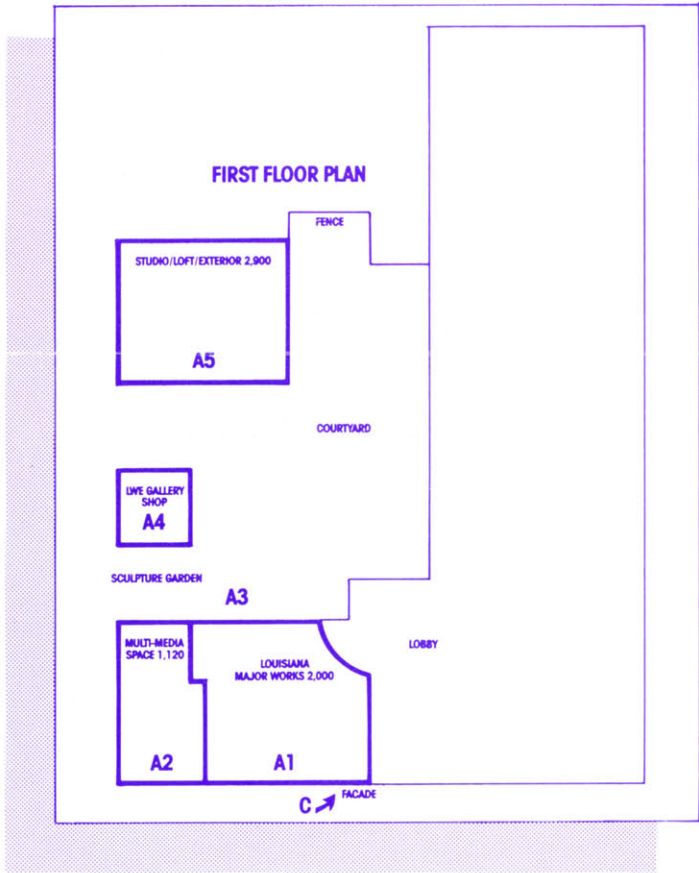 FIRST FLOOR PLAN
FENCE
STUDIO/LOFT/EXTERIOR 2,900
A5
COURTYARD
LWE GALLERY
SHOP
A4
SCULPTURE GARDEN
A3
MULTI-MEDIA
SPACE 1,120
LOUISIANA
MAJOR WORKS 2,000
LOBBY
A2
A1
C
FACADE